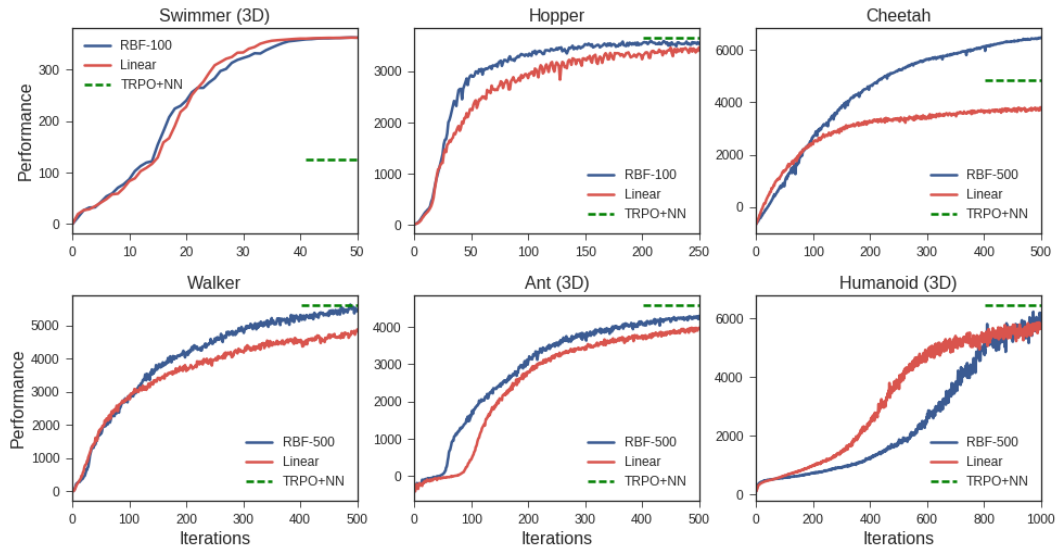 Swimmer (3D)
Performance
300
200
100
0
0 10 20 30 40 50
RBF-100
Linear
TRPO+NN
Hopper
3000
2000
1000
0
0 50 100 150 200 250
RBF-100
Linear
TRPO+NN
Cheetah
6000
4000
2000
0
0 100 200 300 400 500
RBF-500
Linear
TRPO+NN
Walker
Performance
5000
4000
3000
2000
1000
0
0 100 200 300 400 500
Iterations
RBF-500
Linear
TRPO+NN
Ant (3D)
4000
3000
2000
1000
0
0 100 200 300 400 500
Iterations
RBF-500
Linear
TRPO+NN
Humanoid (3D)
6000
4000
2000
0
0 200 400 600 800 1000
Iterations
RBF-500
Linear
TRPO+NN